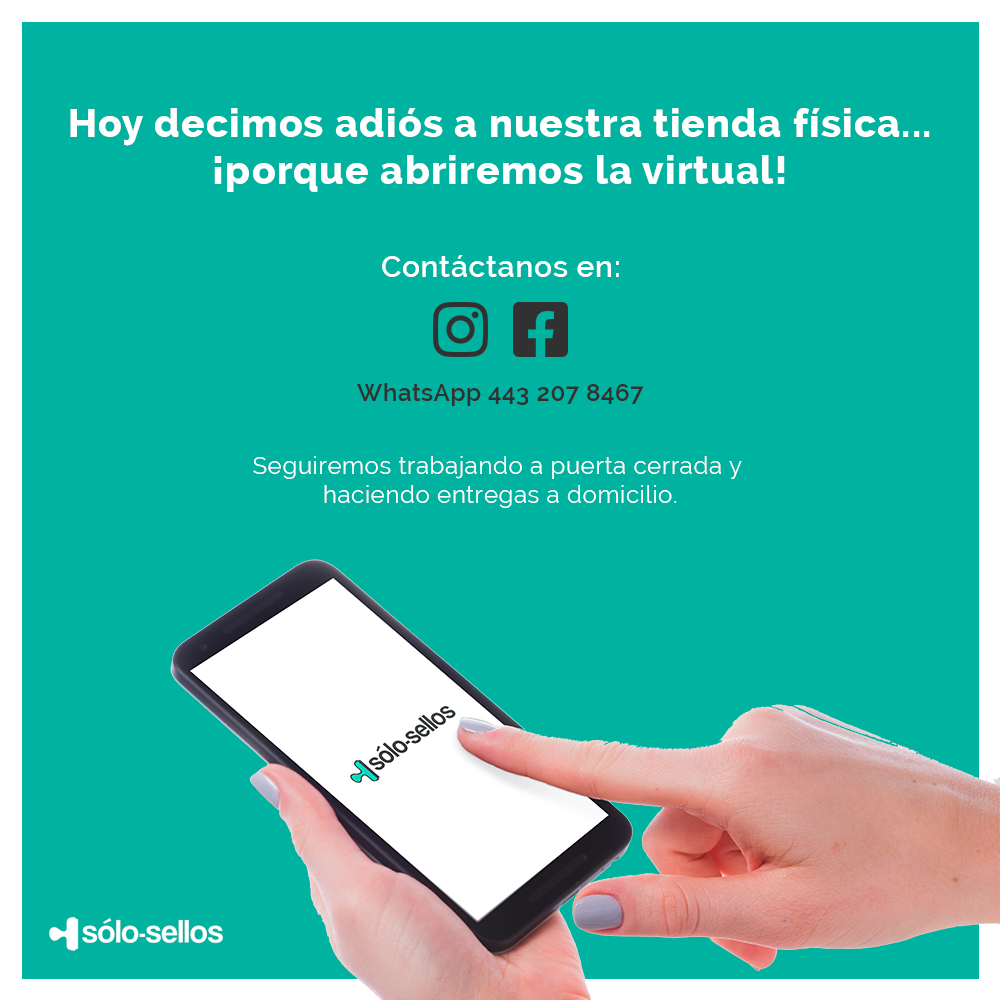 Hoy decimos adiós a nuestra tienda física...
¡porque abriremos la virtual!
Contáctanos en:
WhatsApp 443 207 8467
Seguiremos trabajando a puerta cerrada y
haciendo entregas a domicilio.
sólo-sellos
sólo-sellos